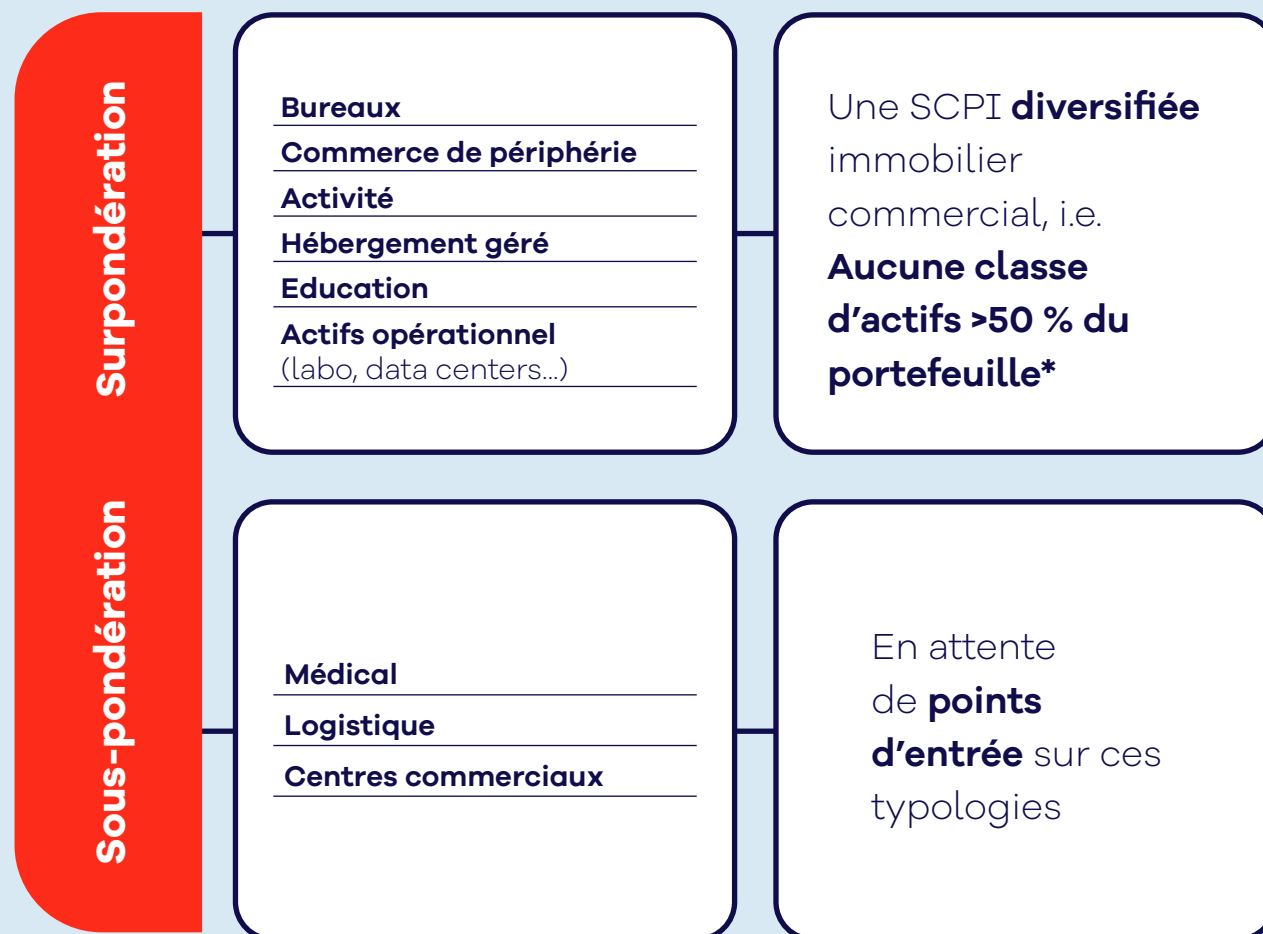 Surpondération
Bureaux
Commerce de périphérie
Activité
Hébergement géré
Education
Actifs opérationnel
(labo, data centers...)
Une SCPI diversifiée
immobilier
commercial, i.e.
Aucune classe
d’actifs >50 % du
portefeuille*
Sous-pondération
Médical
Logistique
Centres commerciaux
En attente
de points
d’entrée sur ces
typologies